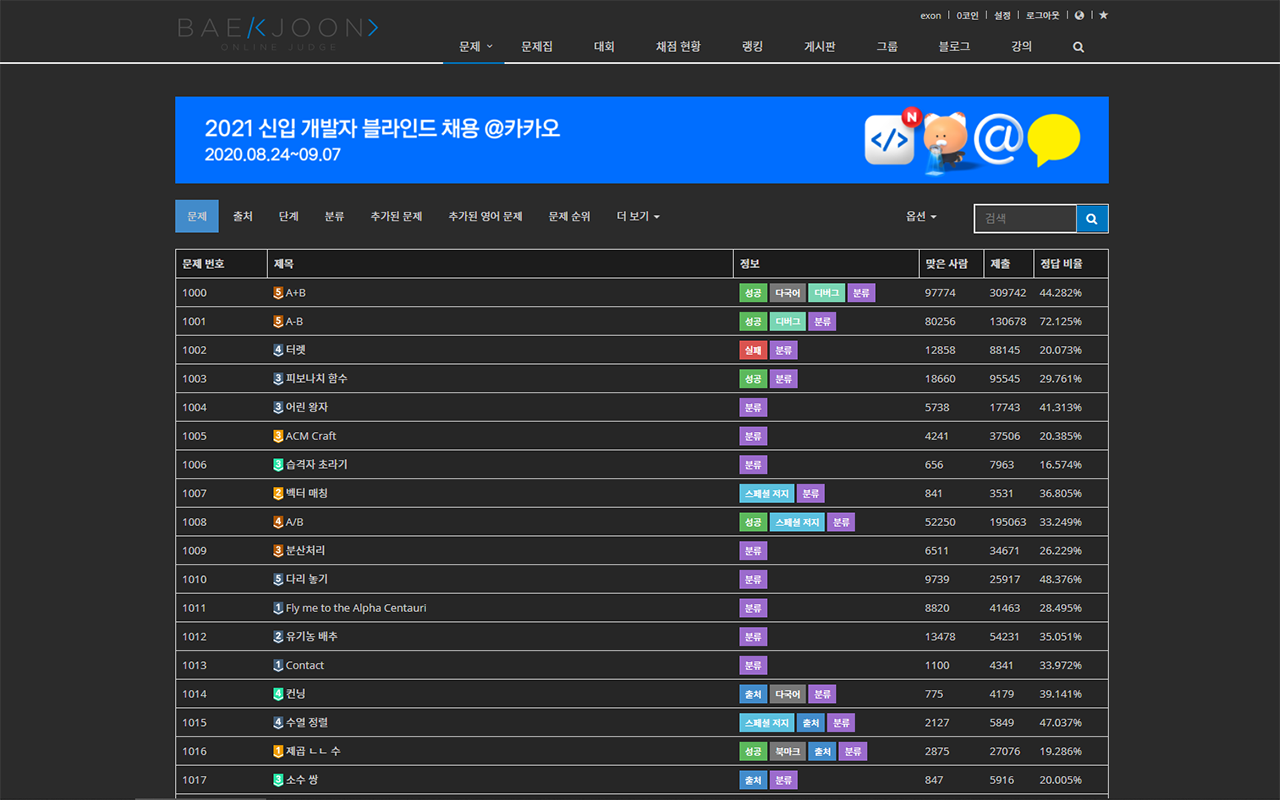 BAEKJOON
ONLINE JUDGE
exon 0코인 설정 로그아웃
문제 문제집 대회 채점 현황 랭킹 게시판 그룹 블로그 강의
2021 신입 개발자 블라인드 채용 @카카오
2020.08.24~09.07
</> N @
문제 출처 단계 분류 추가된 문제 추가된 영어 문제 문제 순위 더 보기 옵션 검색
문제 번호 제목 정보 맞은 사람 제출 정답 비율
1000 5 A+B 성공 다국어 디버그 분류 97774 309742 44.282%
1001 5 A-B 성공 디버그 분류 80256 130678 72.125%
1002 4 터렛 실패 분류 12858 88145 20.073%
1003 3 피보나치 함수 성공 분류 18660 95545 29.761%
1004 3 어린 왕자 분류 5738 17743 41.313%
1005 3 ACM Craft 분류 4241 37506 20.385%
1006 3 습격자 초라기 분류 656 7963 16.574%
1007 2 벡터 매칭 스페셜 저지 분류 841 3531 36.805%
1008 4 A/B 성공 스페셜 저지 분류 52250 195063 33.249%
1009 3 분산처리 분류 6511 34671 26.229%
1010 5 다리 놓기 분류 9739 25917 48.376%
1011 1 Fly me to the Alpha Centauri 분류 8820 41463 28.495%
1012 2 유기농 배추 분류 13478 54231 35.051%
1013 1 Contact 분류 1100 4341 33.972%
1014 4 컨닝 출처 다국어 분류 775 4179 39.141%
1015 4 수열 정렬 스페셜 저지 출처 분류 2127 5849 47.037%
1016 1 제곱 ㄴㄴ 수 성공 북마크 출처 분류 2875 27076 19.286%
1017 3 소수 쌍 출처 분류 847 5916 20.005%